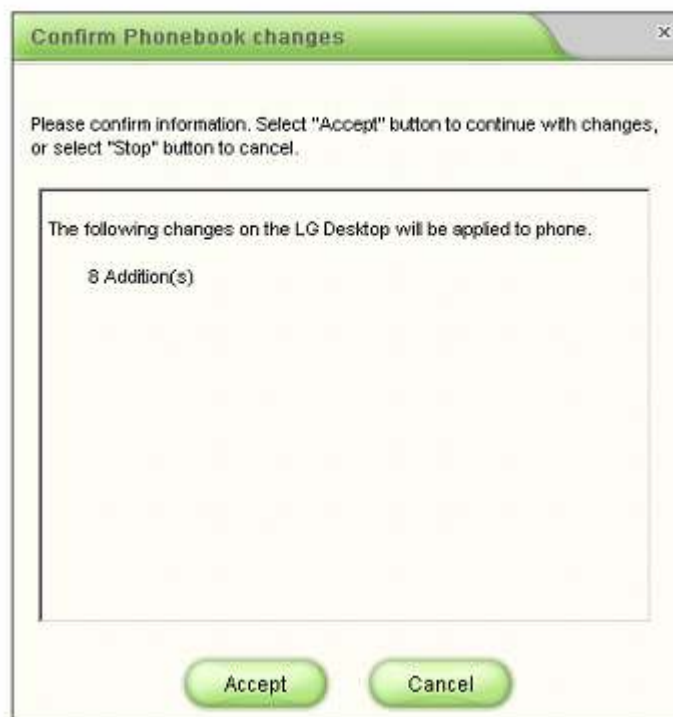 Confirm Phonebook changes
Please confirm information. Select "Accept" button to continue with changes,
or select "Stop" button to cancel.
The following changes on the LG Desktop will be applied to phone.
8 Addition(s)
Accept Cancel